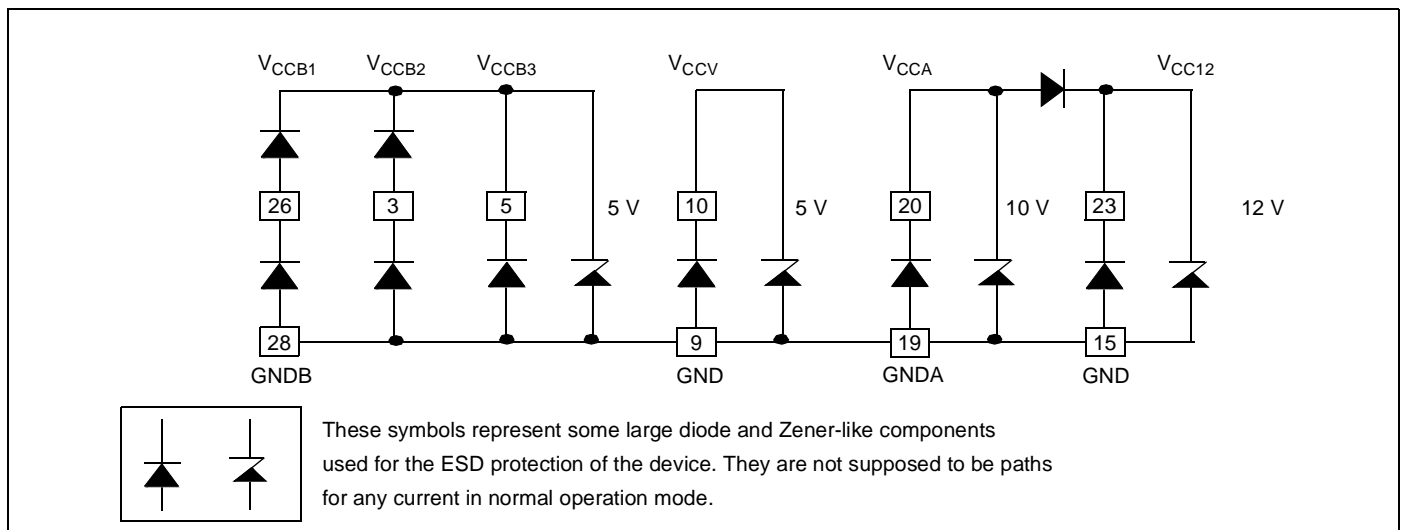 VCCB1 VCCB2 VCCB3 VCCV VCCA VCC12
26 3 5 5 V 10 5 V 20 10 V 23 12 V
28 9 19 15
GNDB GND GNDA GND
These symbols represent some large diode and Zener-like components
used for the ESD protection of the device. They are not supposed to be paths
for any current in normal operation mode.